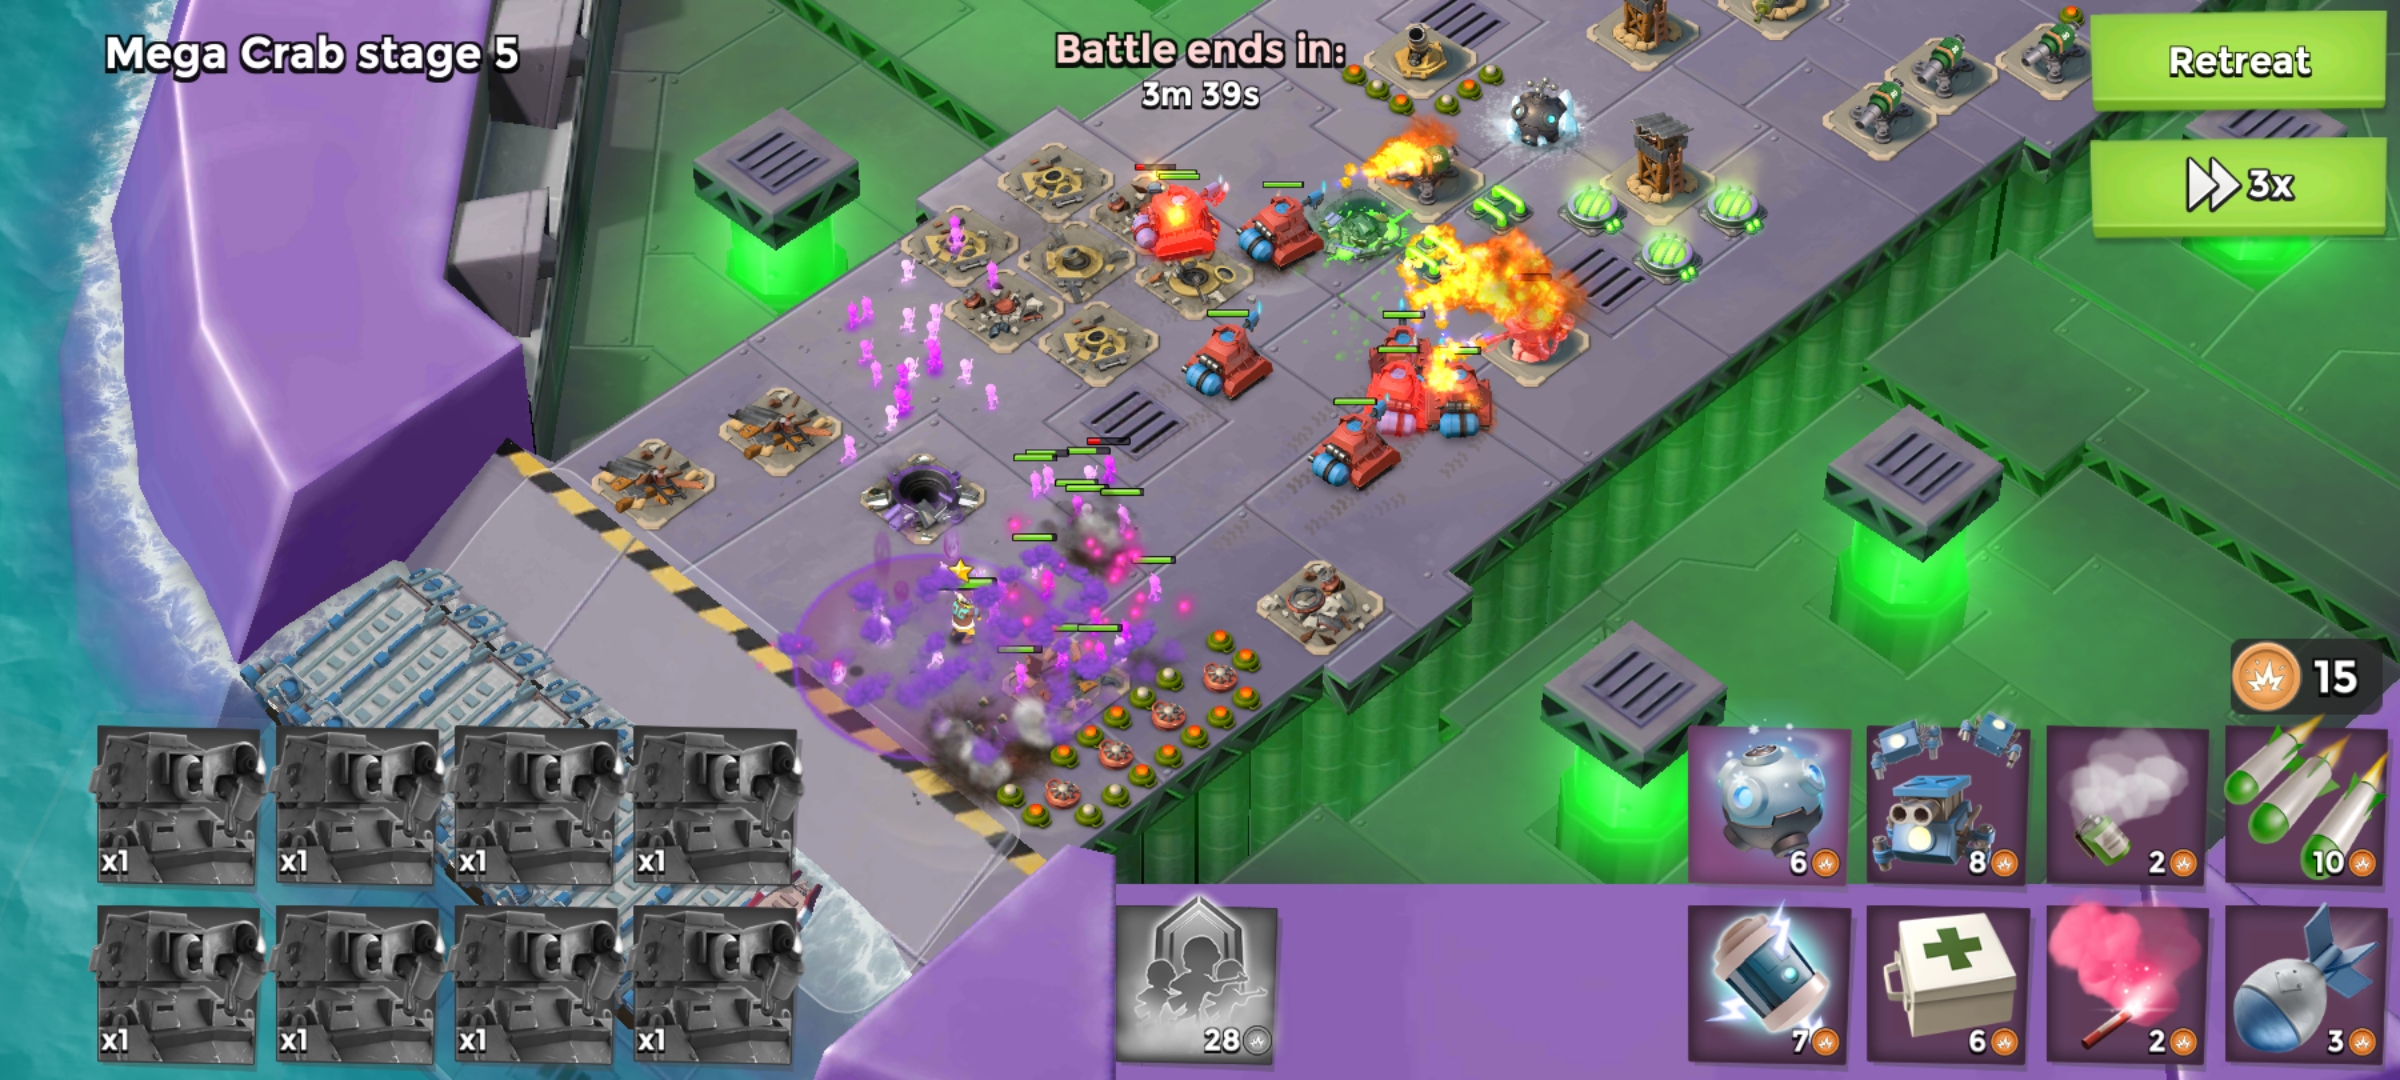 Mega Crab stage 5
Battle ends in:
3m 39s
Retreat
3x
15
x1
x1
x1
x1
6
8
2
10
x1
x1
x1
x1
28
7
6
2
3